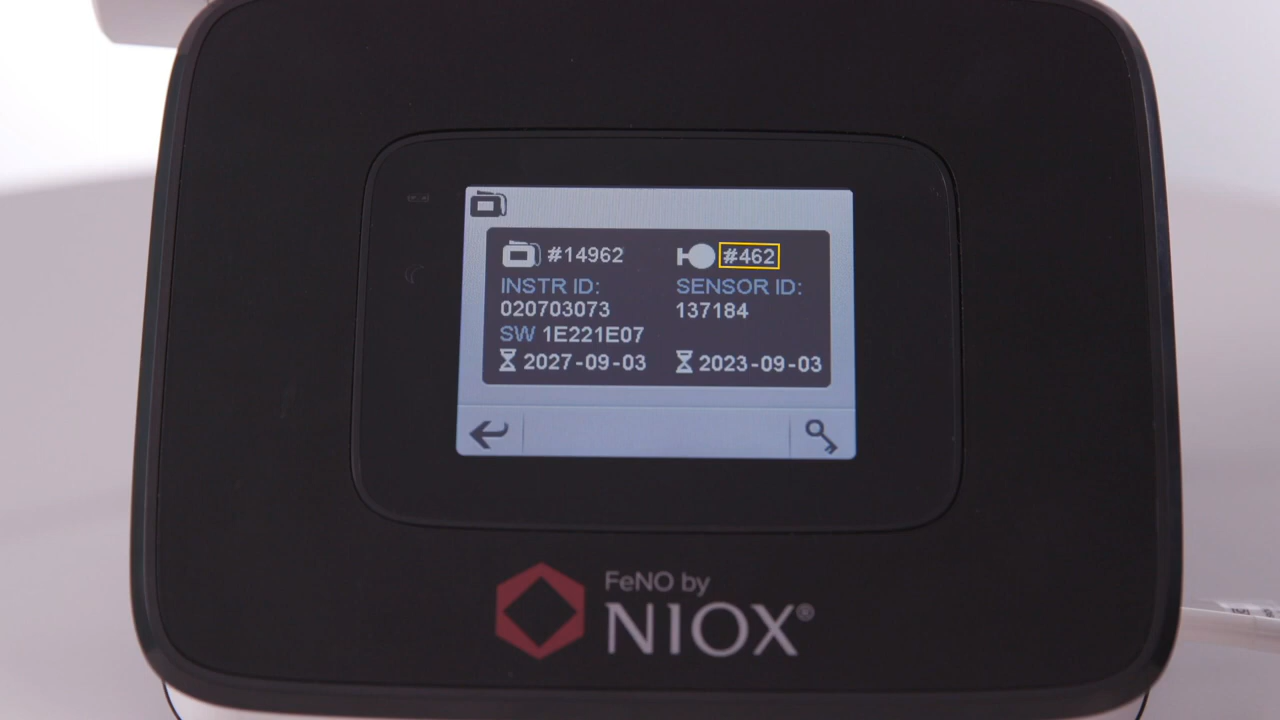 #14962 #462
INSTR ID: SENSOR ID:
020703073 137184
SW 1E221E07
2027-09-03 2023-09-03
FeNO by
NIOX®